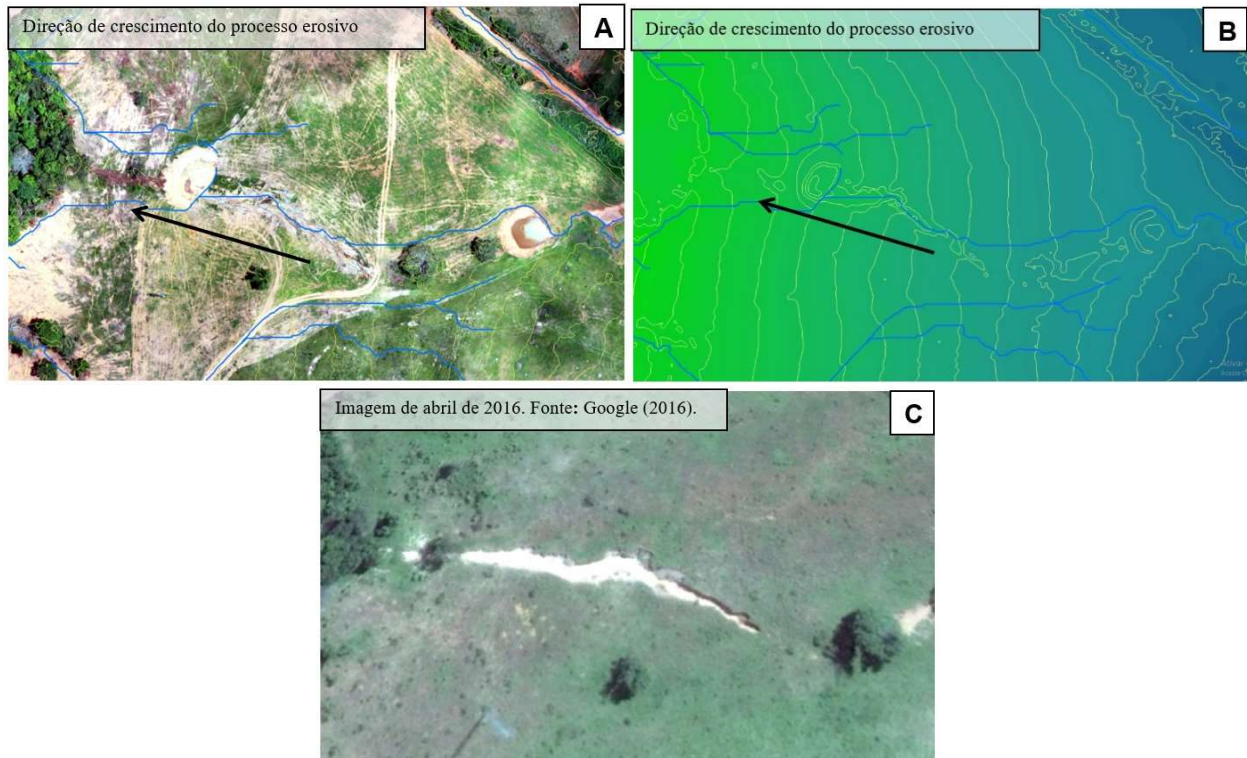 Direção de crescimento do processo erosivo
A
Direção de crescimento do processo erosivo
B
Imagem de abril de 2016. Fonte: Google (2016).
C